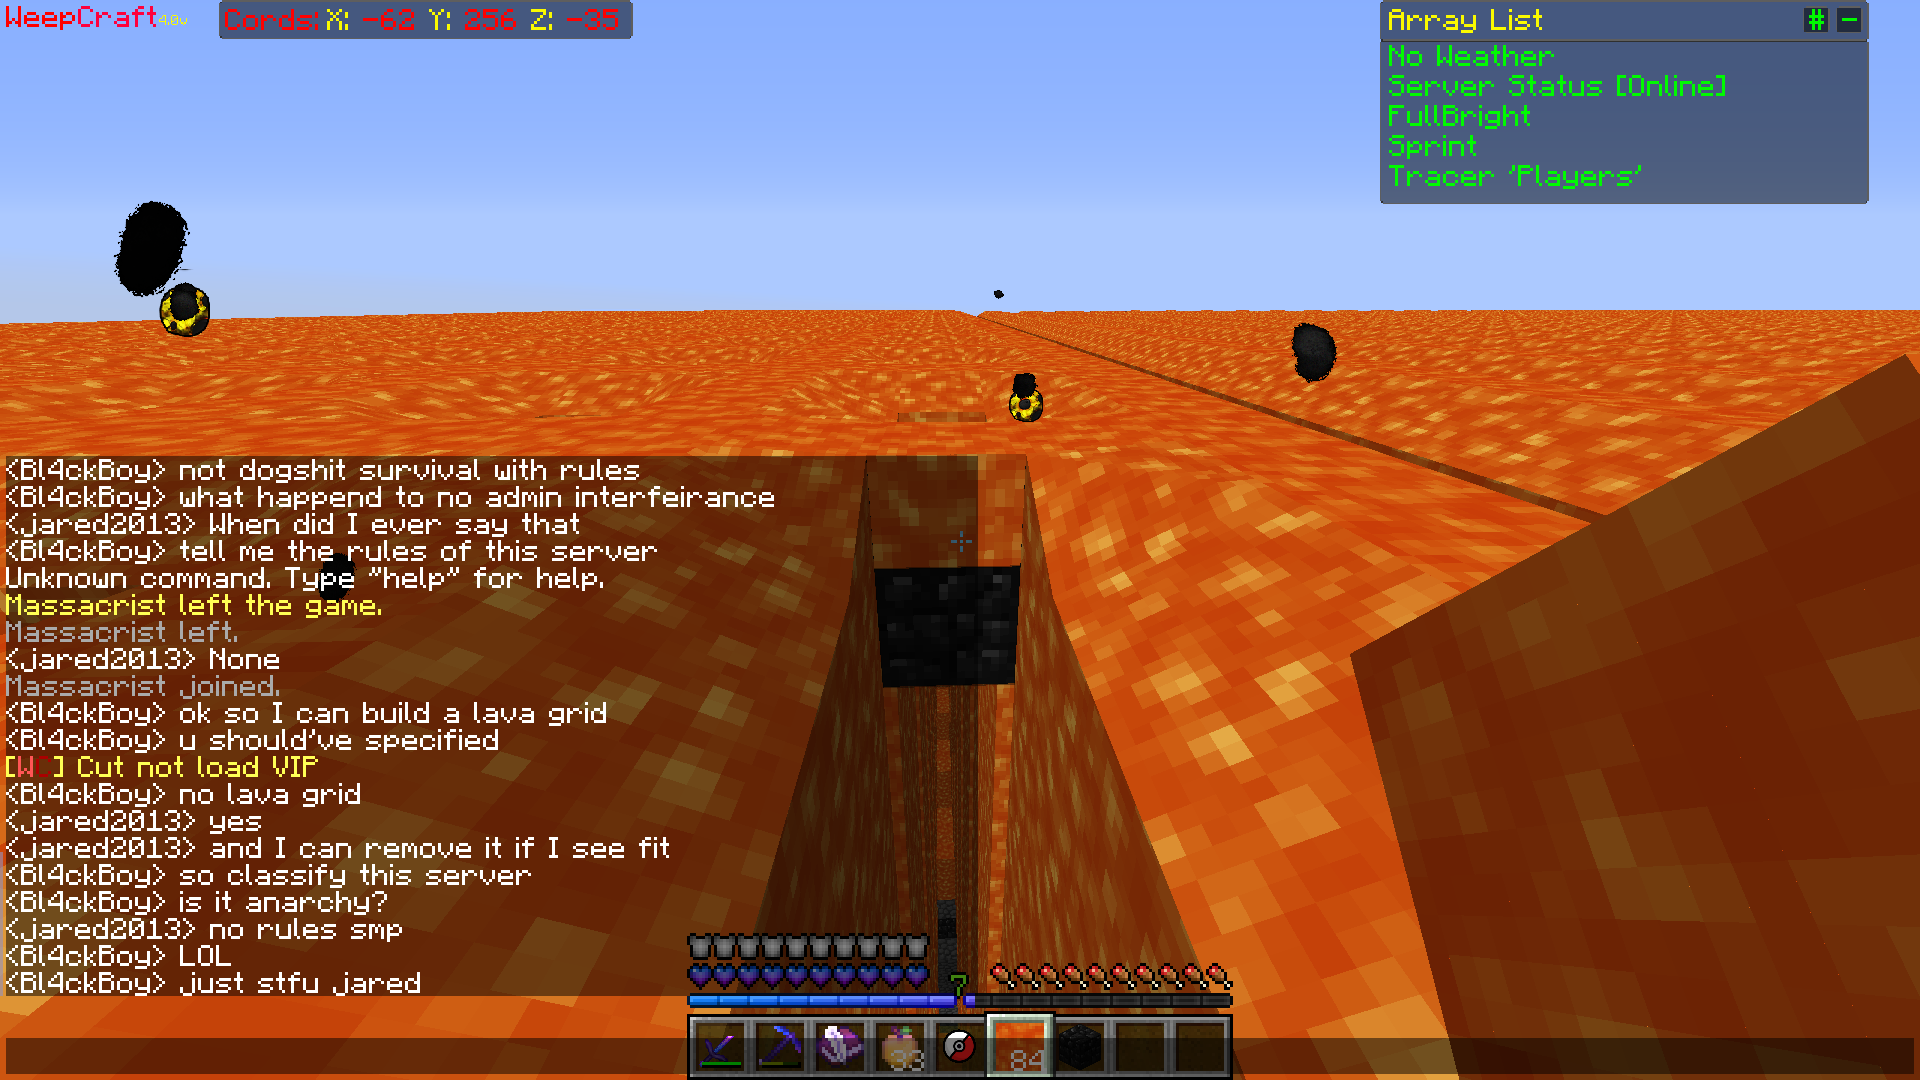 WeepCraft4.0v
Cords: X: -62 Y: 256 Z: -35
Array List # -
No Weather
Server Status [Online]
FullBright
Sprint
Tracer 'Players'
<Bl4ckBoy> not dogshit survival with rules
<Bl4ckBoy> what happend to no admin interfeirance
<.jared2013> When did I ever say that
<Bl4ckBoy> tell me the rules of this server
Unknown command. Type "help" for help.
Massacrist left the game.
Massacrist left.
<.jared2013> None
Massacrist joined.
<Bl4ckBoy> ok so I can build a lava grid
<Bl4ckBoy> u should've specified
[WC] Cut not load VIP
<Bl4ckBoy> no lava grid
<.jared2013> yes
<.jared2013> and I can remove it if I see fit
<Bl4ckBoy> so classify this server
<Bl4ckBoy> is it anarchy?
<.jared2013> no rules smp
<Bl4ckBoy> LOL
<Bl4ckBoy> just stfu jared
7
33 84